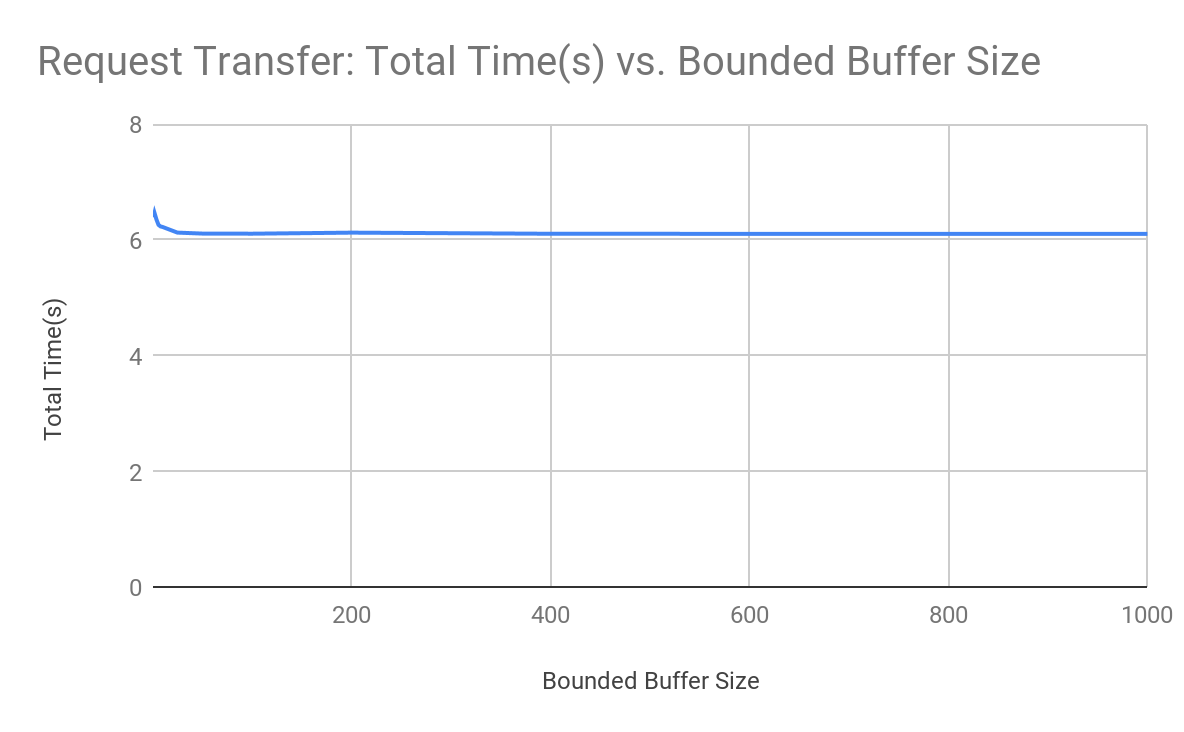 Request Transfer: Total Time(s) vs. Bounded Buffer Size
8
6
4
2
0
Total Time(s)
200 400 600 800 1000
Bounded Buffer Size